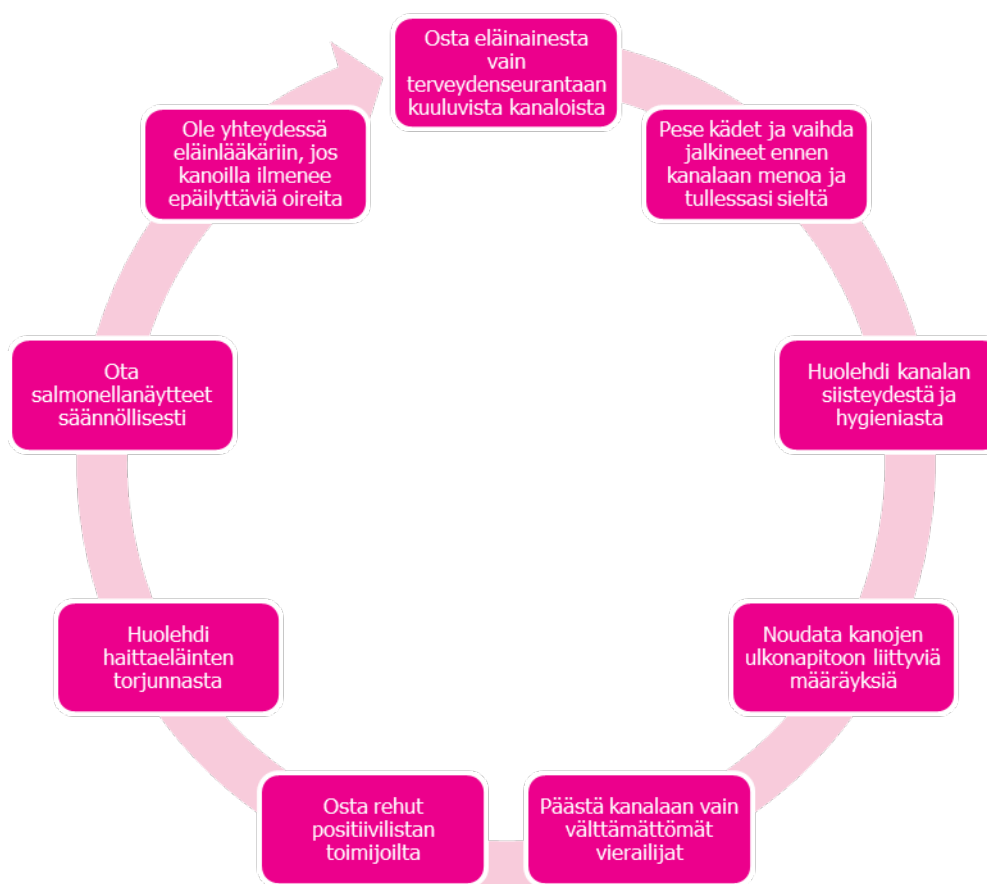 Osta eläinainesta
vain
terveydenseurantaan
kuuluvista kanaloista
Pese kädet ja vaihda
jalkineet ennen
kanalaan menoa ja
tullessasi sieltä
Huolehdi kanalan
siisteydestä ja
hygieniasta
Noudata kanojen
ulkonapitoon liittyviä
määräyksiä
Päästä kanalaan vain
välttämättömät
vierailijat
Osta rehut
positiivilistan
toimijoilta
Huolehdi
haittaeläinten
torjunnasta
Ota
salmonellanäytteet
säännöllisesti
Ole yhteydessä
eläinlääkäriin, jos
kanoilla ilmenee
epäilyttäviä oireita